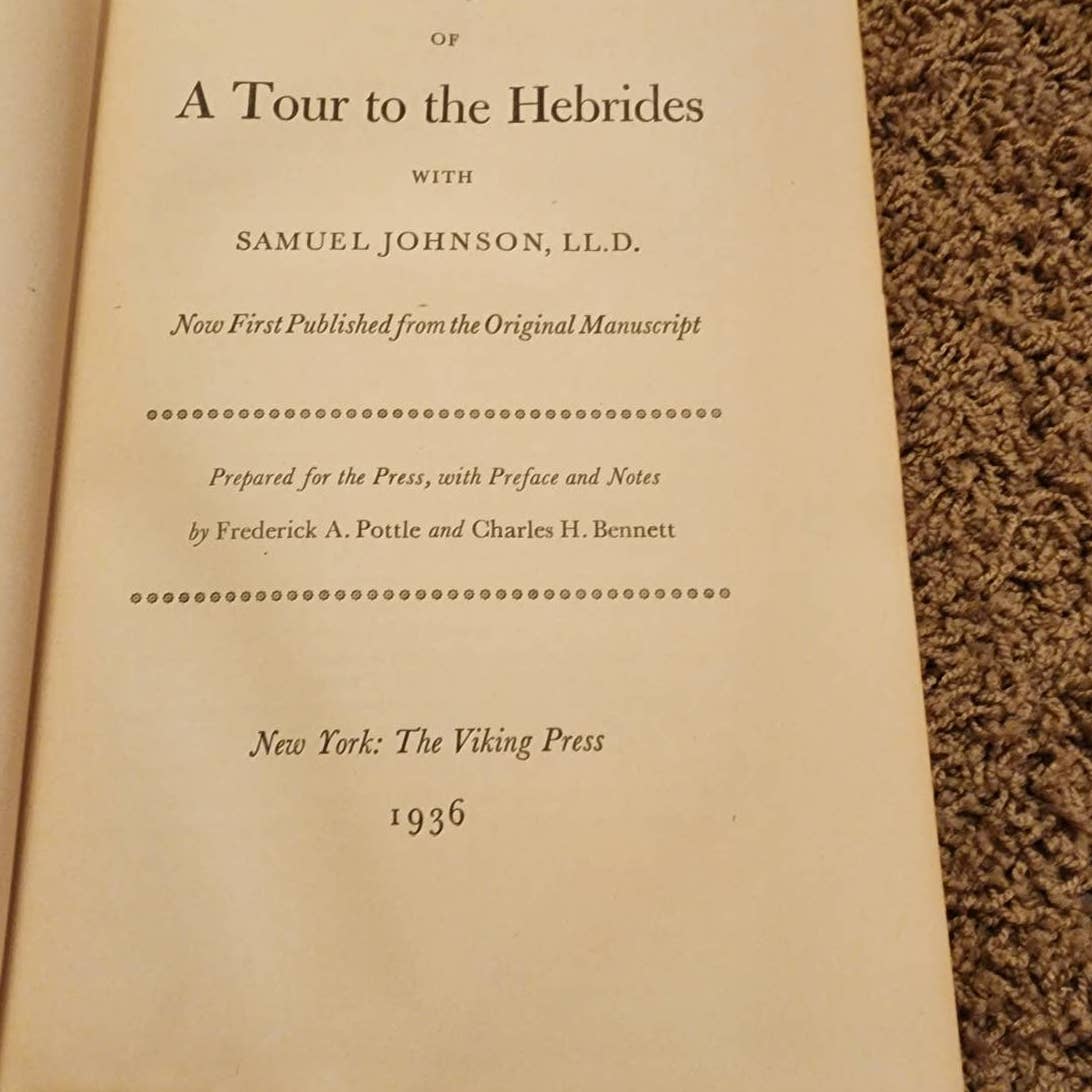 OF
A Tour to the Hebrides
WITH
SAMUEL JOHNSON, LL.D.
Now First Published from the Original Manuscript
Prepared for the Press, with Preface and Notes
by Frederick A. Pottle and Charles H. Bennett
New York: The Viking Press
1936